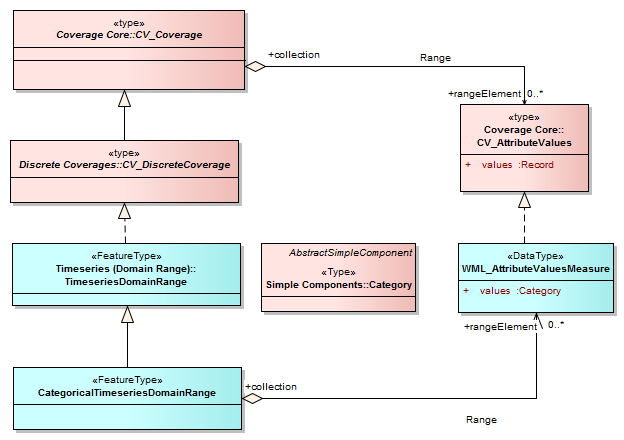 «type»
Coverage Core::CV_Coverage
+collection
Range
+rangeElement 0..*
«type»
Coverage Core::
CV_AttributeValues
+ values :Record
«type»
Discrete Coverages::CV_DiscreteCoverage
«FeatureType»
Timeseries (Domain Range)::
TimeseriesDomainRange
AbstractSimpleComponent
«Type»
Simple Components::Category
«DataType»
WML_AttributeValuesMeasure
+ values :Category
+rangeElement 0..*
«FeatureType»
CategoricalTimeseriesDomainRange
+collection
Range